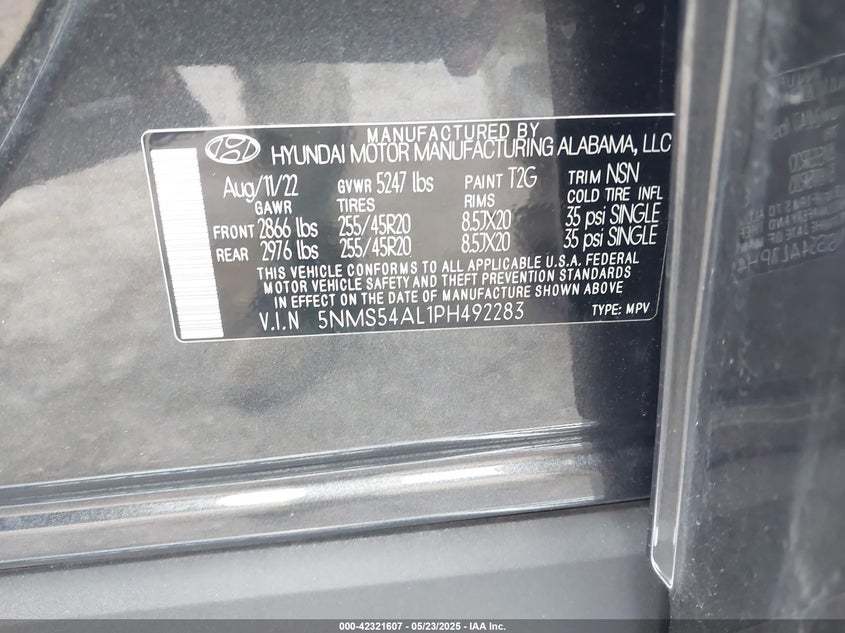 MANUFACTURED BY
HYUNDAI MOTOR MANUFACTURING ALABAMA, LLC
Aug/11/22 GVWR 5247 lbs PAINT T2G TRIM NSN
GAWR TIRES RIMS COLD TIRE INFL
FRONT 2866 lbs 255/45R20 8.5JX20 35 psi SINGLE
REAR 2976 lbs 255/45R20 8.5JX20 35 psi SINGLE
THIS VEHICLE CONFORMS TO ALL APPLICABLE U.S.A. FEDERAL
MOTOR VEHICLE SAFETY AND THEFT PREVENTION STANDARDS
IN EFFECT ON THE DATE OF MANUFACTURE SHOWN ABOVE
V.I.N 5NMS54AL1PH492283 TYPE: MPV
000-42321607 - 05/23/2025 - IAA Inc.